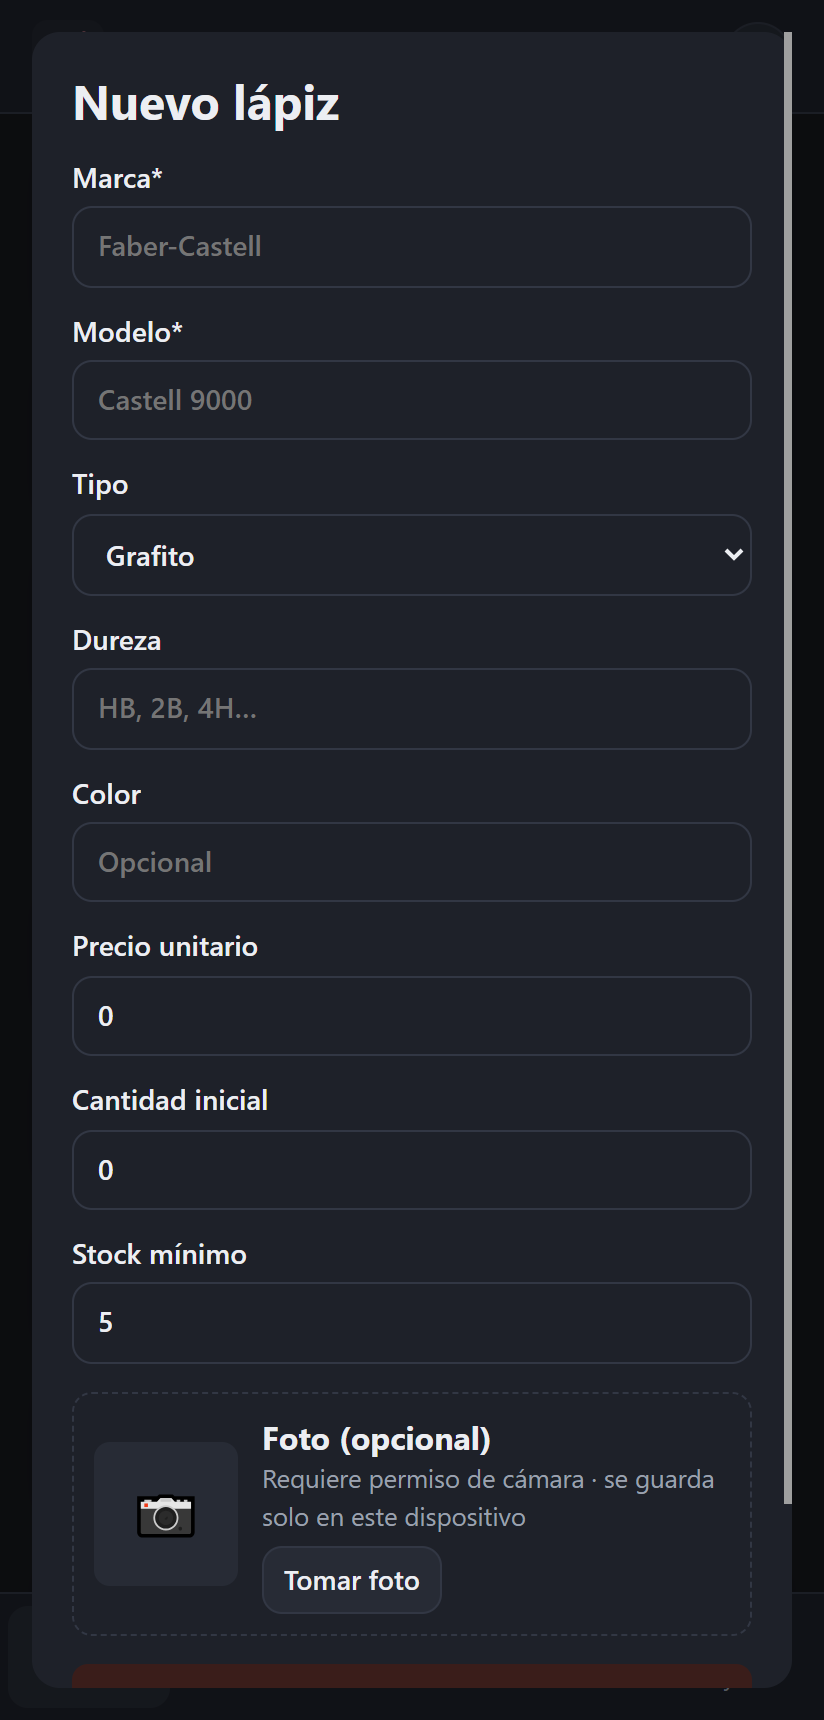 Nuevo lápiz
Marca*
Faber-Castell
Modelo*
Castell 9000
Tipo
Grafito
Dureza
HB, 2B, 4H...
Color
Opcional
Precio unitario
0
Cantidad inicial
0
Stock mínimo
5
Foto (opcional)
Requiere permiso de cámara · se guarda
solo en este dispositivo
Tomar foto